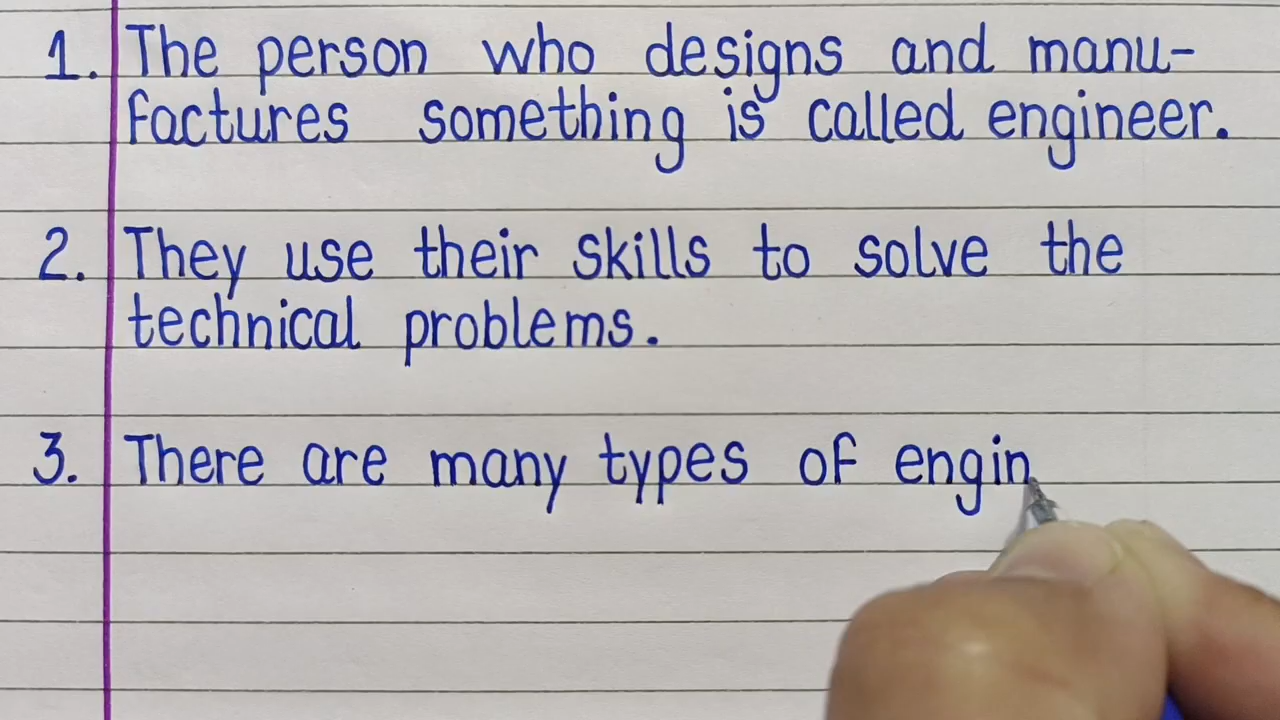 1. The person who designs and manu-
factures something is called engineer.
2. They use their skills to solve the
technical problems.
3. There are many types of engin